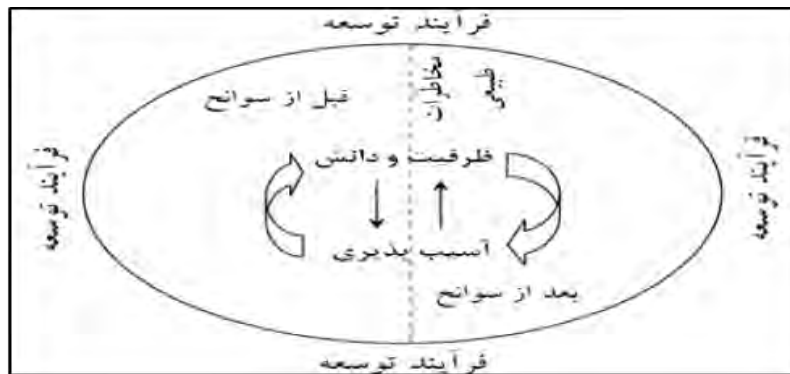 فرآیند توسعه
قبل از سوانح
مخاطرات
طبیعی
فرآیند توسعه
فرآیند توسعه
ظرفیت و دانش
آسیب پذیری
بعد از سوانح
فرآیند توسعه